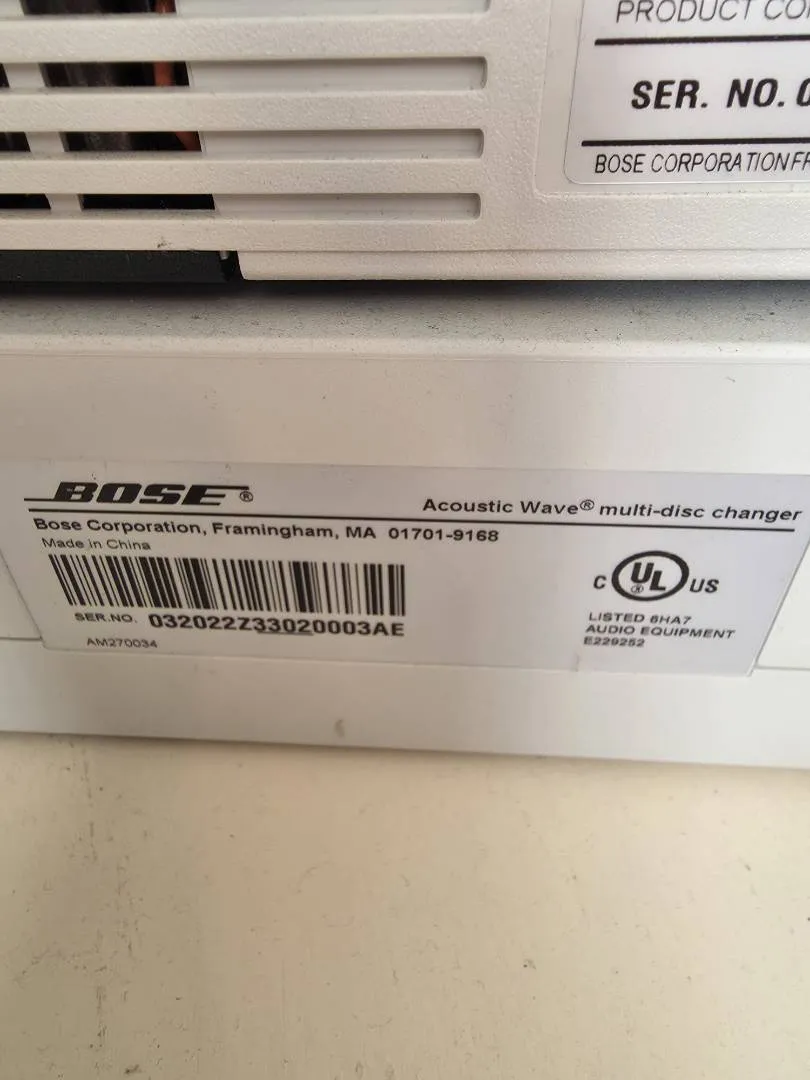 PRODUCT CO
SER. NO. 0
BOSE CORPORATION FR
BOSE®
Acoustic Wave® multi-disc changer
Bose Corporation, Framingham, MA 01701-9168
Made in China
SER.NO. 032022Z33020003AE
AM270034
C UL® US
LISTED 6HA7
AUDIO EQUIPMENT
E229252